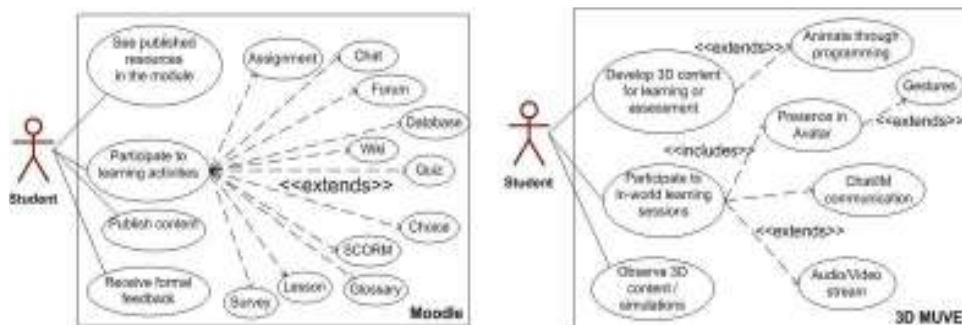 See published
resources
in the module
Assignment
Chat
Forum
Database
Wiki
Quiz
Participate to
learning activities
<<extends>>
Student
Publish content
Choice
SCORM
Receive formal
feedback
Survey
Lesson
Glossary
Moodle
Animate through
programming
<<extends>>
Develop 3D content
for learning or
assessment
Gestures
Presence in
Avatar
<<extends>>
<<includes>>
Student
Participate to
in-world learning
sessions
Chat/IM
communication
<<extends>>
Observe 3D
content /
simulations
Audio/Video
stream
3D MUVE